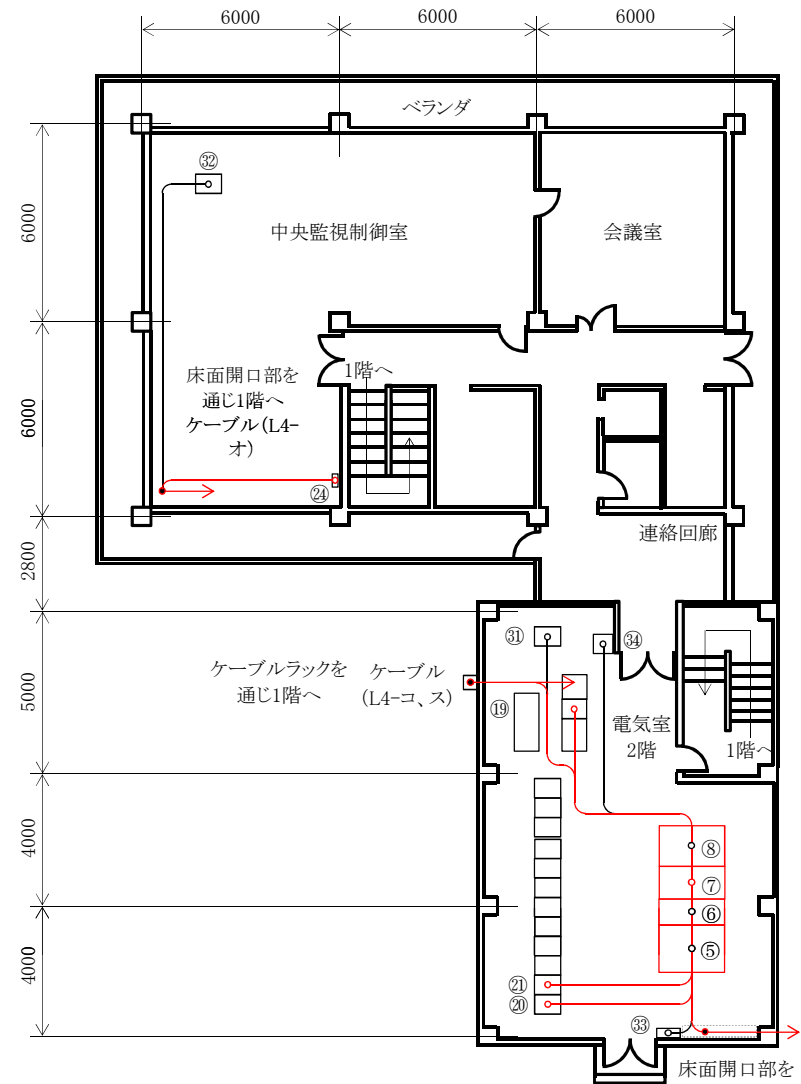 6000
6000
6000
ベランダ
㉜
6000
中央監視制御室
会議室
1階へ
床面開口部を
通じ1階へ
ケーブル(L4-
オ)
6000
㉔
連絡回廊
2800
㉛
㉞
ケーブルラックを
通じ1階へ
ケーブル
(L4-コ、ス)
5000
⑲
電気室
2階
1階へ
⑧
4000
⑦
⑥
⑤
4000
㉑
⑳
㉝
床面開口部を